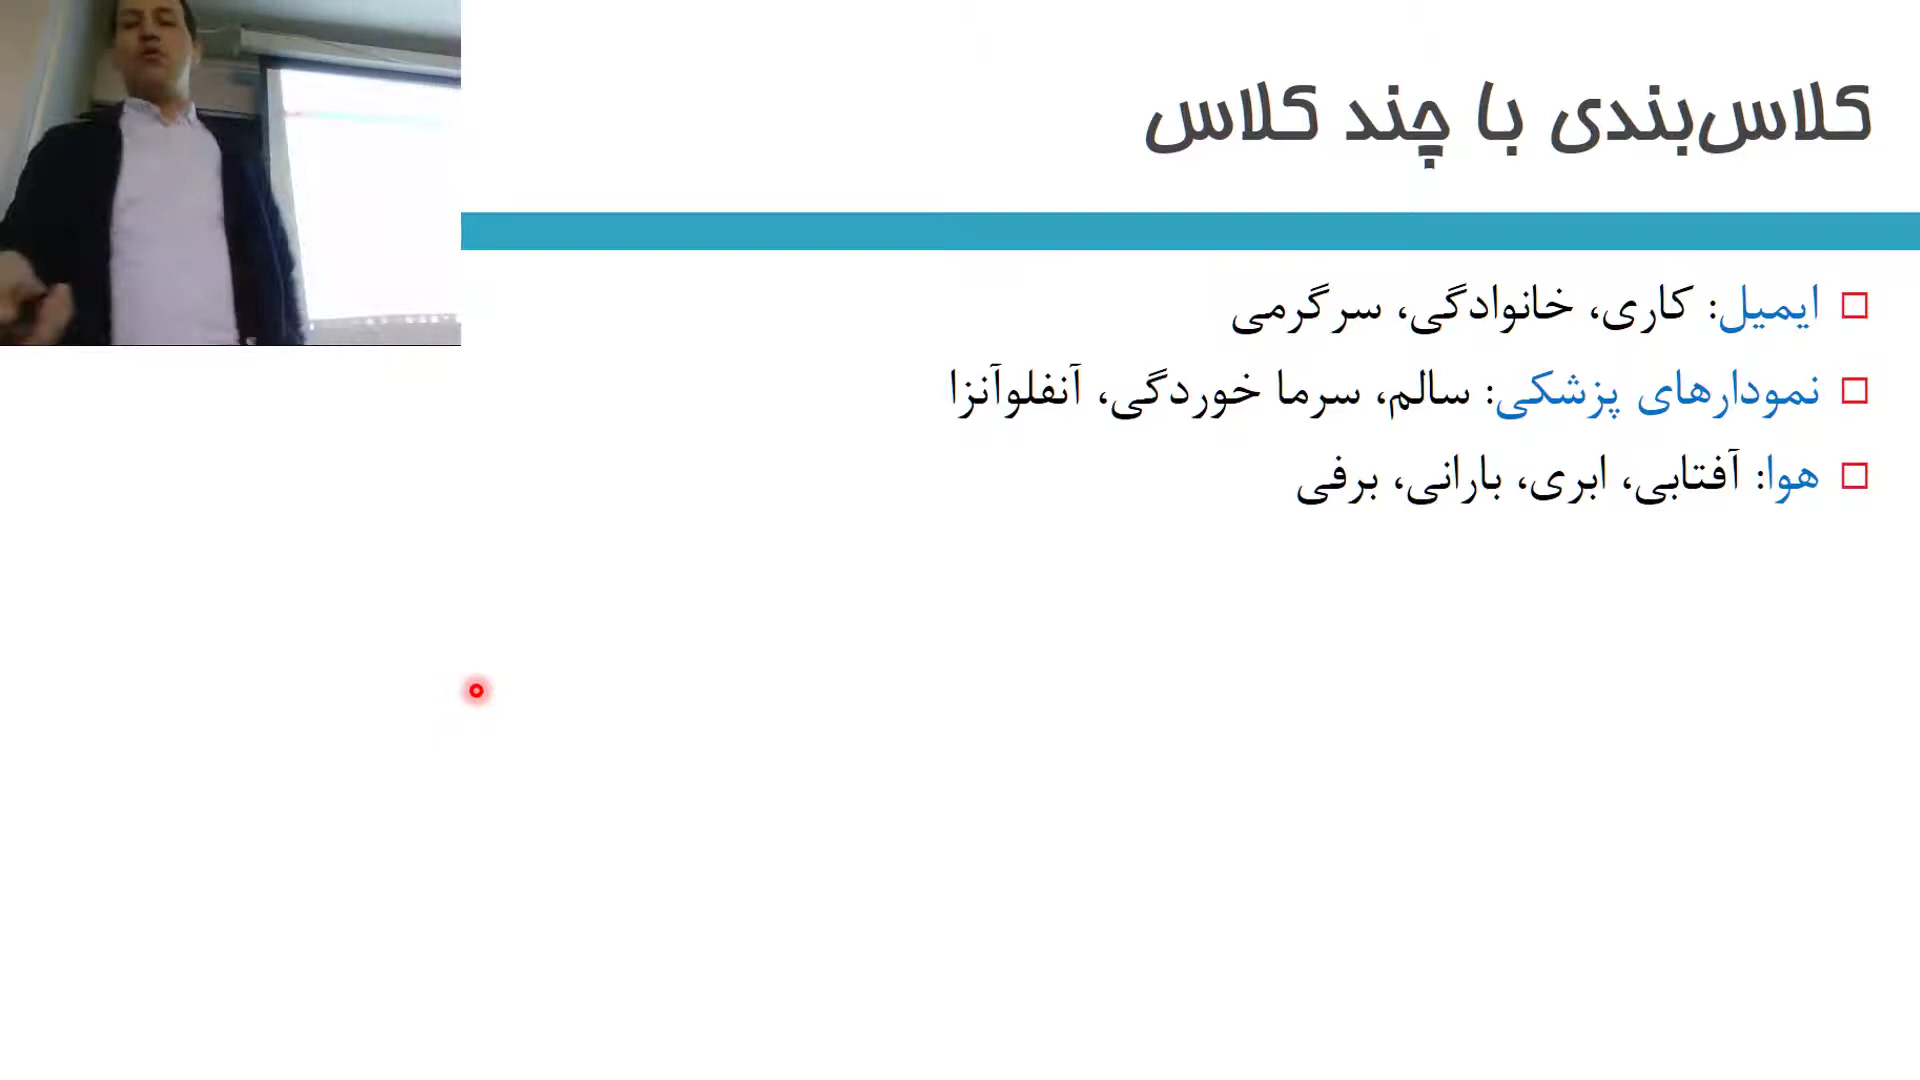 کلاس‌بندی با چند کلاس
ایمیل: کاری، خانوادگی، سرگرمی
نمودارهای پزشکی: سالم، سرما خوردگی، آنفلوآنزا
هوا: آفتابی، ابری، بارانی، برفی